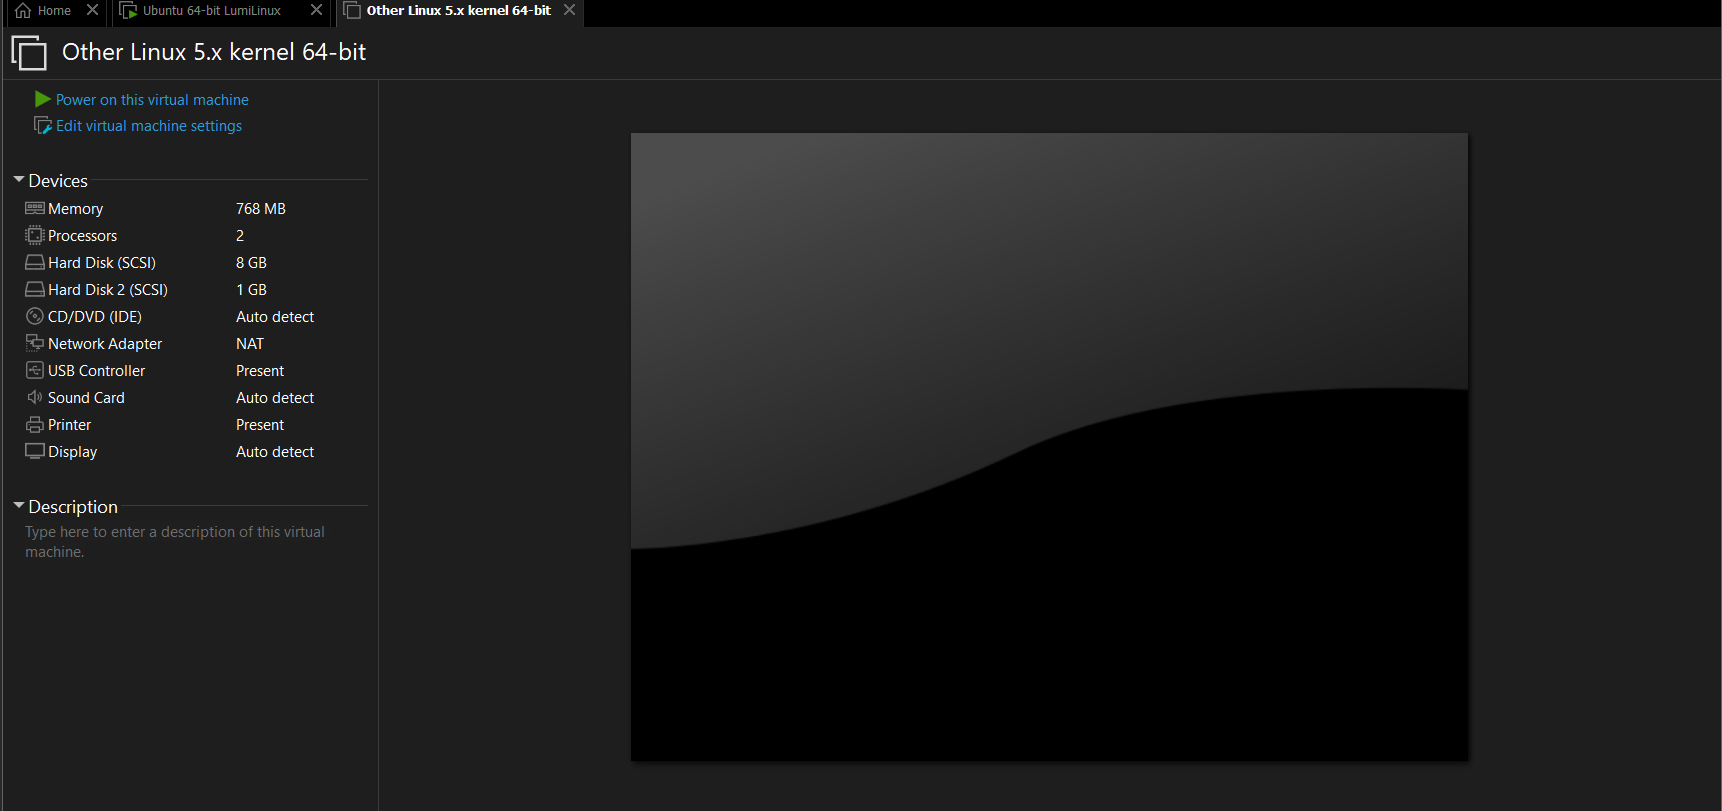 Home
Ubuntu 64-bit LumiLinux
Other Linux 5.x kernel 64-bit
Other Linux 5.x kernel 64-bit
Power on this virtual machine
Edit virtual machine settings
Devices
Memory 768 MB
Processors 2
Hard Disk (SCSI) 8 GB
Hard Disk 2 (SCSI) 1 GB
CD/DVD (IDE) Auto detect
Network Adapter NAT
USB Controller Present
Sound Card Auto detect
Printer Present
Display Auto detect
Description
Type here to enter a description of this virtual
machine.